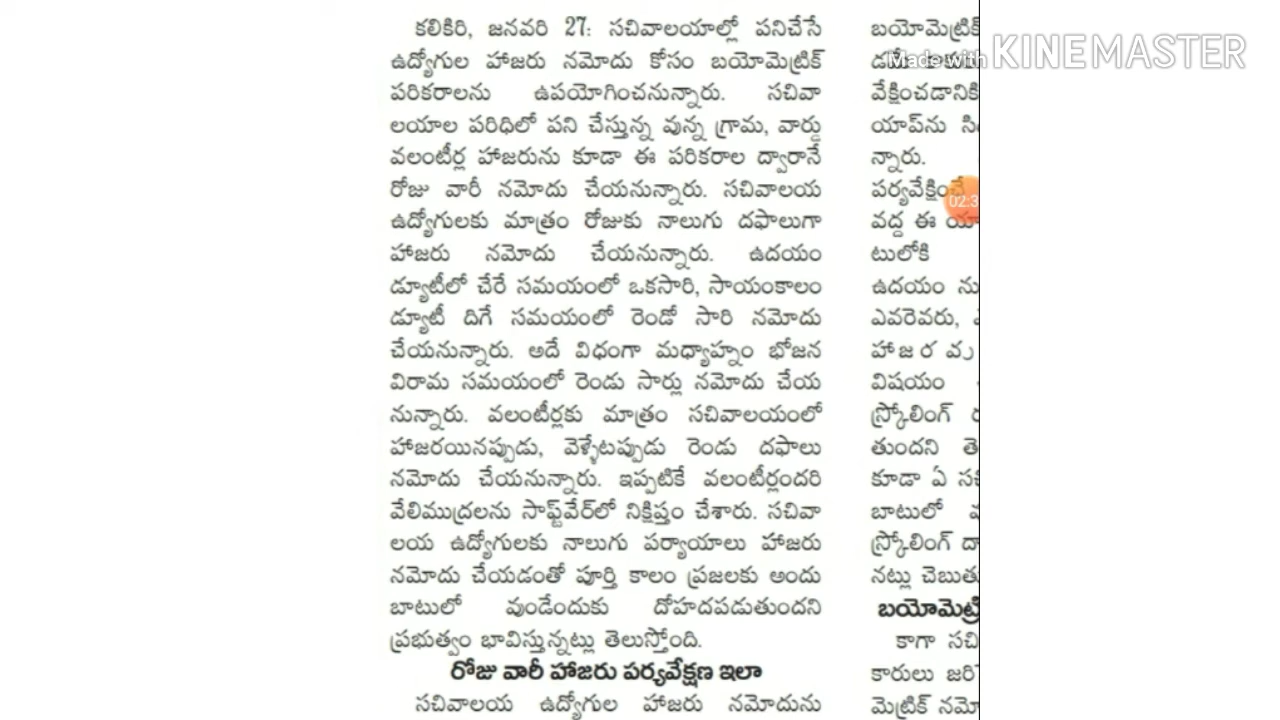 కలికిరి, జనవరి 27: సచివాలయాల్లో పనిచేసే
ఉద్యోగుల హాజరు నమోదు కోసం బయోమెట్రిక్
పరికరాలను ఉపయోగించనున్నారు. సచివా
లయాల పరిధిలో పని చేస్తున్న వున్న గ్రామ, వార్డు
వలంటీర్ల హాజరును కూడా ఈ పరికరాల ద్వారానే
రోజు వారీ నమోదు చేయనున్నారు. సచివాలయ
ఉద్యోగులకు మాత్రం రోజుకు నాలుగు దఫాలుగా
హాజరు నమోదు చేయనున్నారు. ఉదయం
డ్యూటీలో చేరే సమయంలో ఒకసారి, సాయంకాలం
డ్యూటీ దిగే సమయంలో రెండో సారి నమోదు
చేయనున్నారు. అదే విధంగా మధ్యాహ్నం భోజన
విరామ సమయంలో రెండు సార్లు నమోదు చేయ
నున్నారు. వలంటీర్లకు మాత్రం సచివాలయంలో
హాజరయినప్పుడు, వెళ్ళేటప్పుడు రెండు దఫాలు
నమోదు చేయనున్నారు. ఇప్పటికే వలంటీర్లందరి
వేలిముద్రలను సాఫ్ట్‌వేర్‌లో నిక్షిప్తం చేశారు. సచివా
లయ ఉద్యోగులకు నాలుగు పర్యాయాలు హాజరు
నమోదు చేయడంతో పూర్తి కాలం ప్రజలకు అందు
బాటులో వుండేందుకు దోహదపడుతుందని
ప్రభుత్వం భావిస్తున్నట్లు తెలుస్తోంది.
రోజు వారీ హాజరు పర్యవేక్షణ ఇలా
సచివాలయ ఉద్యోగుల హాజరు నమోదును
బయోమెట్రిక్
వేక్షించడానికి
యాప్‌ను
న్నారు.
పర్యవేక్షించే
వద్ద ఈ
టులోకి
ఉదయం
ఎవరెవరు,
విషయం
స్క్రోలింగ్
తుందని
కూడా ఏ
బాటులో
స్క్రోలింగ్
నట్లు
కాగా
కారులు
మెట్రిక్
Made with KINEMASTER
02:3